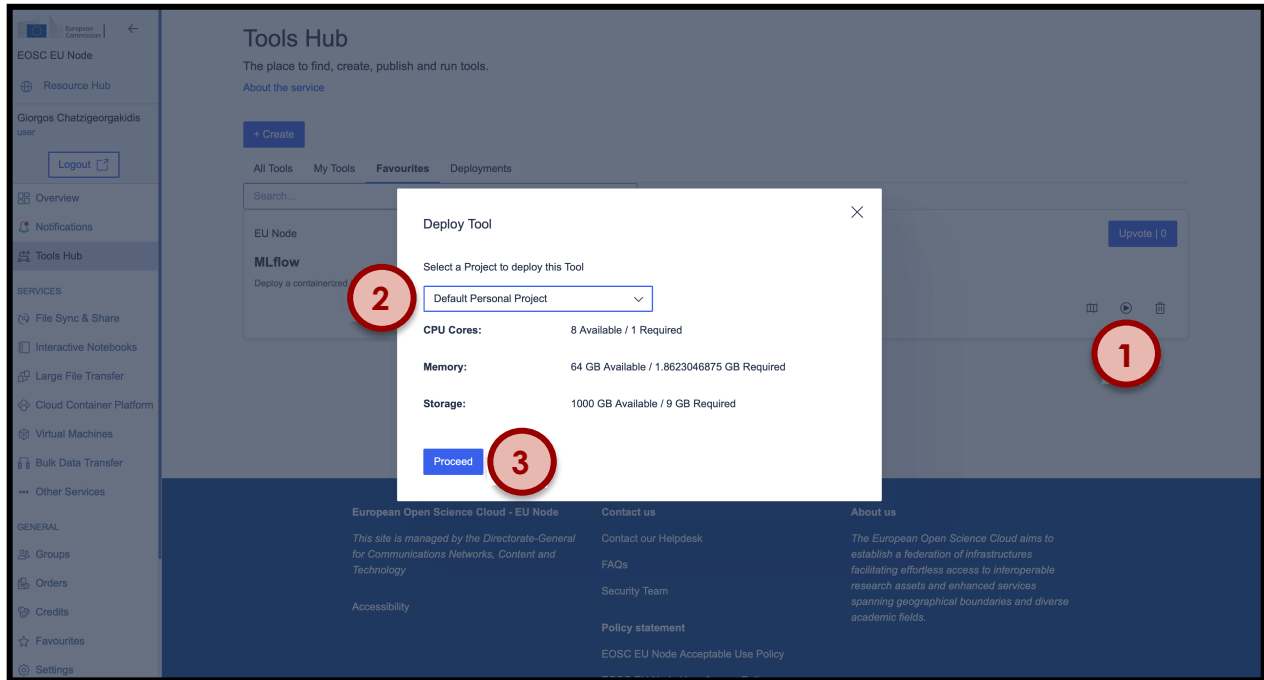 European
Commission
EOSC EU Node
Resource Hub
Giorgos Chatzigeorgakidis
user
Logout
Overview
Notifications
Tools Hub
SERVICES
File Sync & Share
Interactive Notebooks
Large File Transfer
Cloud Container Platform
Virtual Machines
Bulk Data Transfer
Other Services
GENERAL
Groups
Orders
Credits
Favourites
Settings
Tools Hub
The place to find, create, publish and run tools.
About the service
+ Create
All Tools My Tools Favourites Deployments
Search...
EU Node
Upvote | 0
MLflow
Deploy a containerized
1
Deploy Tool
Select a Project to deploy this Tool
2
Default Personal Project
CPU Cores: 8 Available / 1 Required
Memory: 64 GB Available / 1.8623046875 GB Required
Storage: 1000 GB Available / 9 GB Required
Proceed
3
European Open Science Cloud - EU Node
This site is managed by the Directorate-General
for Communications Networks, Content and
Technology
Accessibility
Contact us
Contact our Helpdesk
FAQs
Security Team
Policy statement
EOSC EU Node Acceptable Use Policy
About us
The European Open Science Cloud aims to
establish a federation of infrastructures
facilitating effortless access to interoperable
research assets and enhanced services
spanning geographical boundaries and diverse
academic fields.